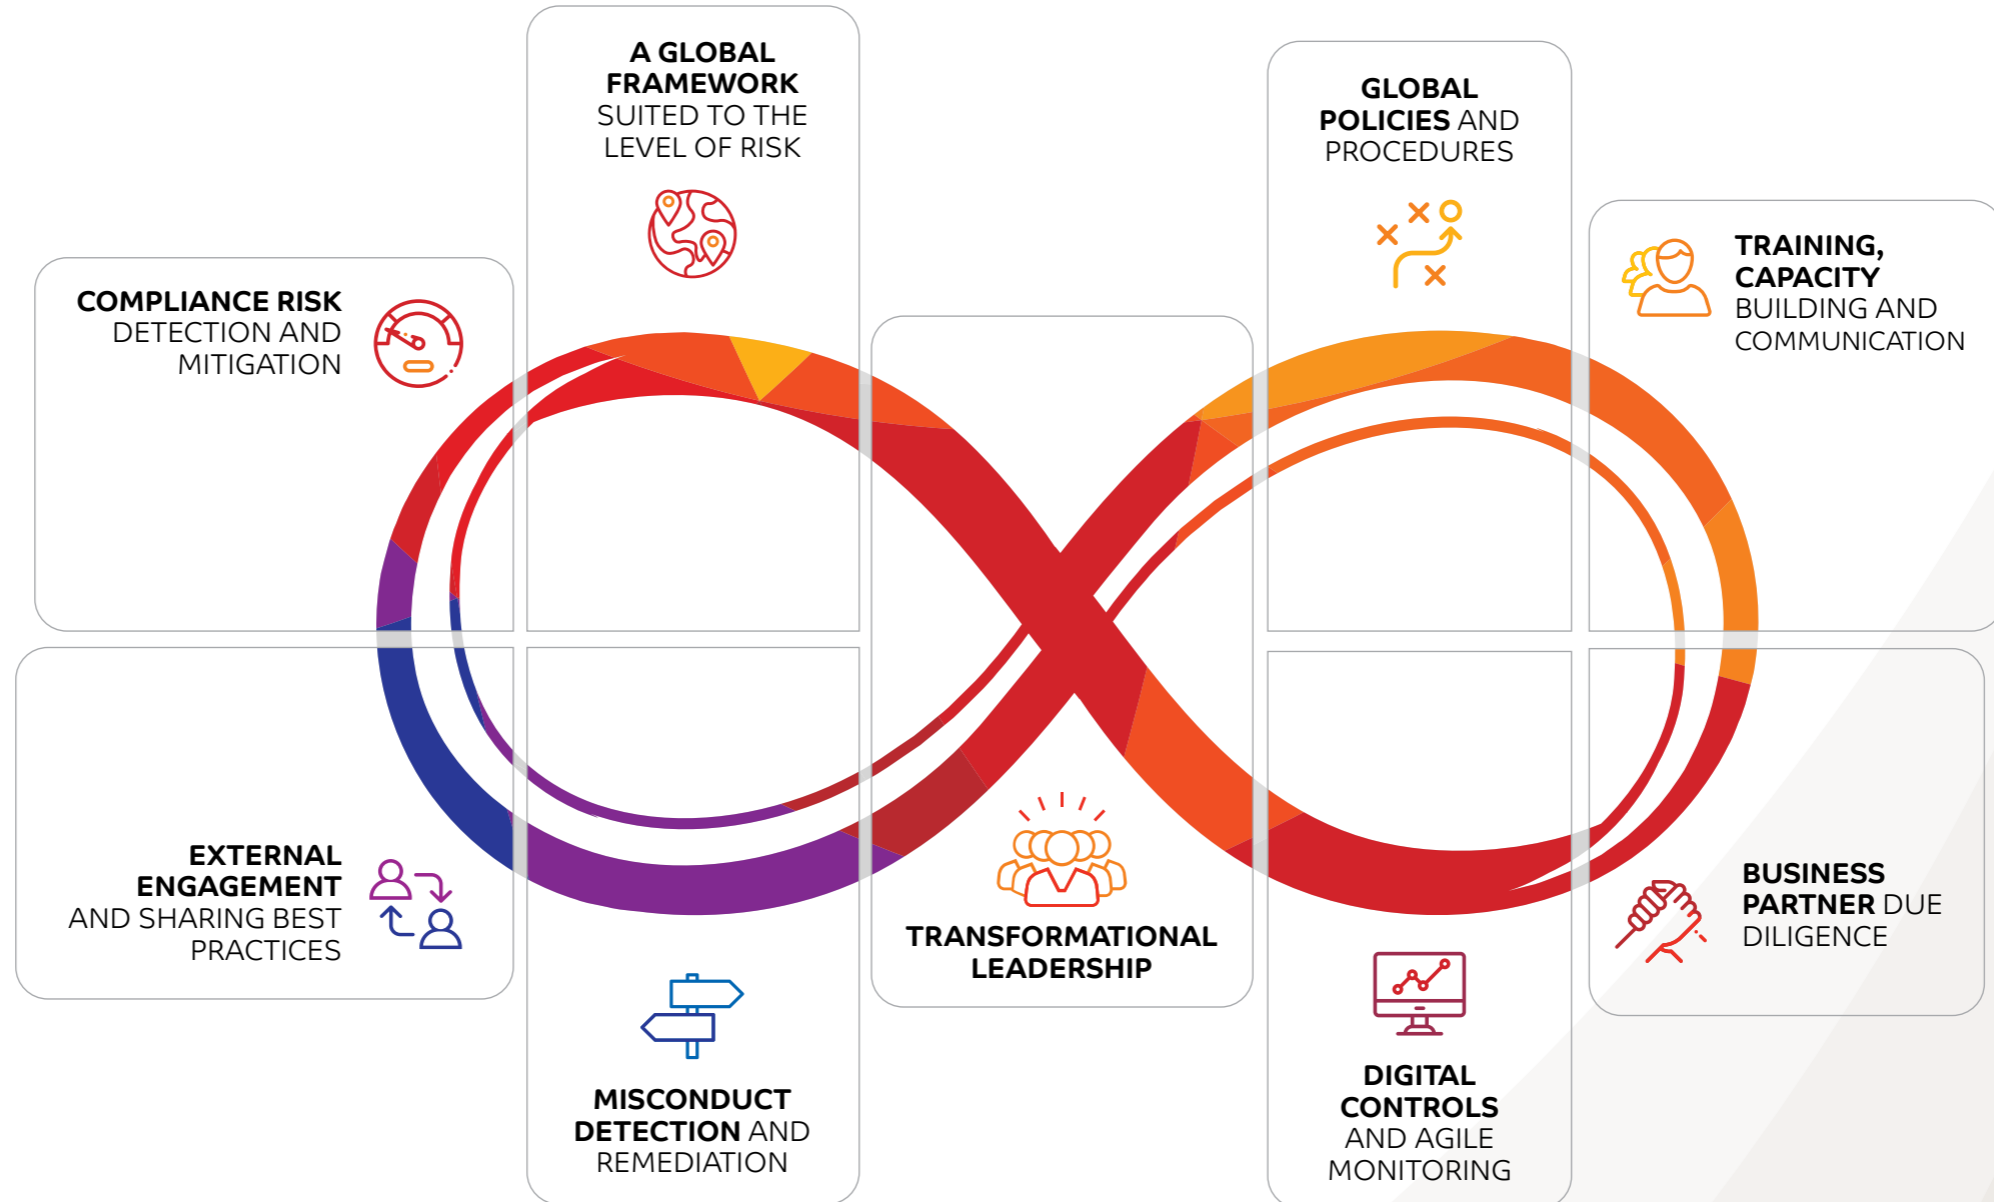 A GLOBAL
FRAMEWORK
SUITED TO THE
LEVEL OF RISK
GLOBAL
POLICIES AND
PROCEDURES
TRAINING,
CAPACITY
BUILDING AND
COMMUNICATION
COMPLIANCE RISK
DETECTION AND
MITIGATION
EXTERNAL
ENGAGEMENT
AND SHARING BEST
PRACTICES
TRANSFORMATIONAL
LEADERSHIP
BUSINESS
PARTNER DUE
DILIGENCE
MISCONDUCT
DETECTION AND
REMEDIATION
DIGITAL
CONTROLS
AND AGILE
MONITORING